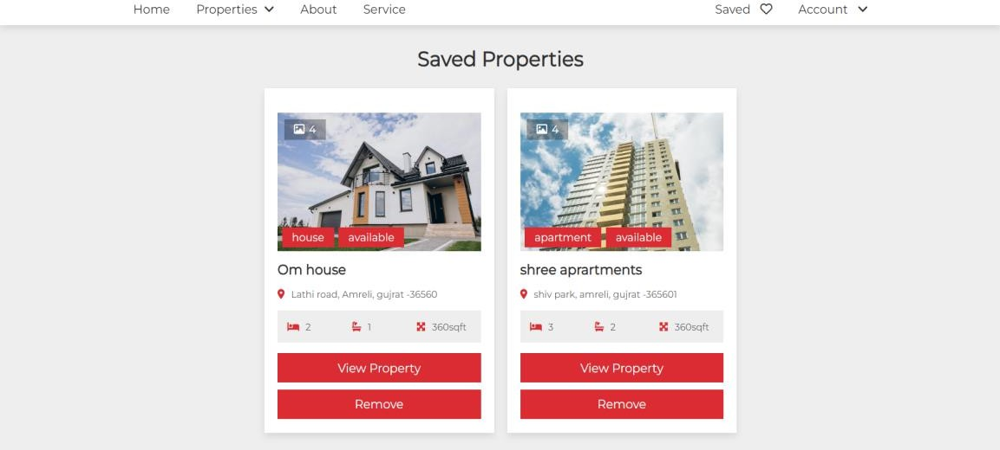 Home Properties About Service Saved Account
Saved Properties
4
house available
Om house
Lathi road, Amreli, gujrat -36560
2 1 360sqft
View Property
Remove
4
apartment available
shree aprartments
shiv park, amreli, gujrat -365601
3 2 360sqft
View Property
Remove